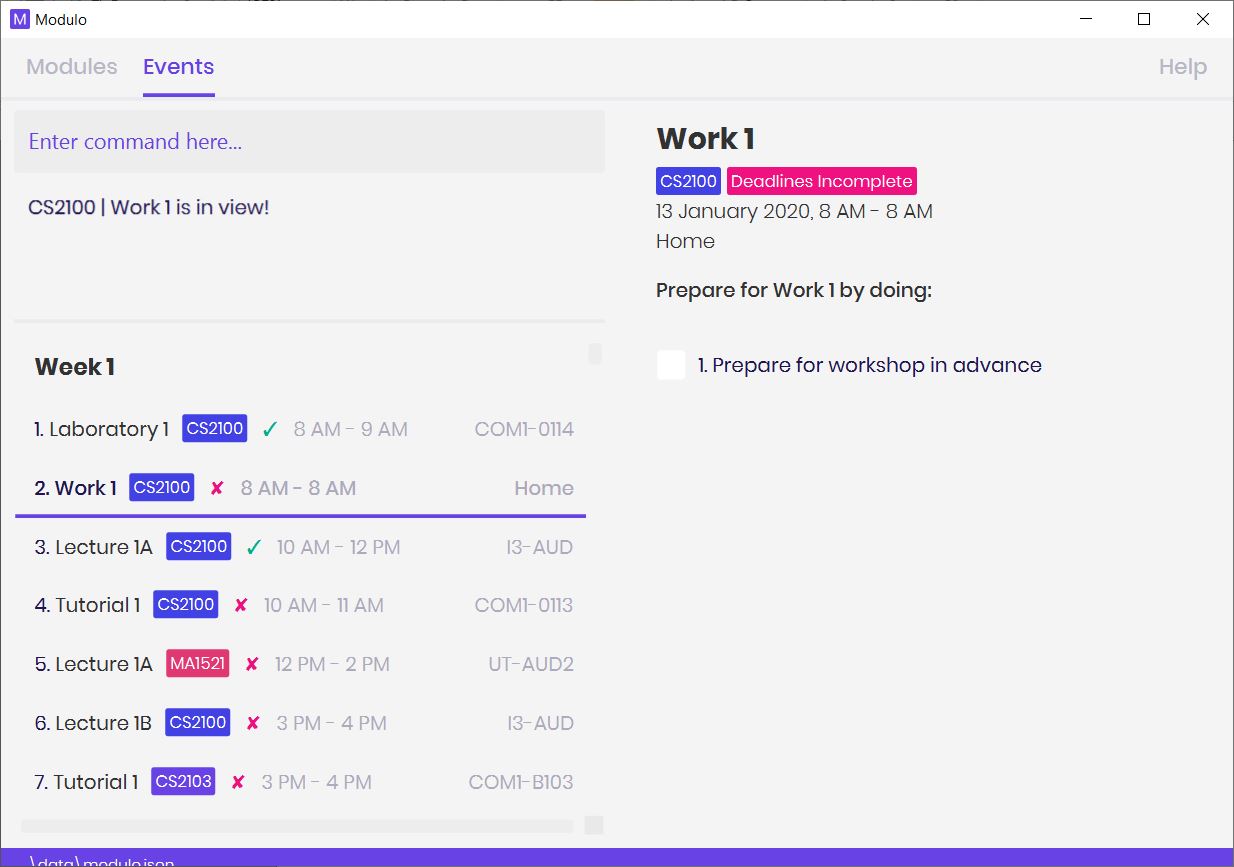 M Modulo
Modules Events Help
Enter command here...
CS2100 | Work 1 is in view!
Week 1
1. Laboratory 1 CS2100 ✓ 8 AM - 9 AM COM1-0114
2. Work 1 CS2100 ✘ 8 AM - 8 AM Home
3. Lecture 1A CS2100 ✓ 10 AM - 12 PM I3-AUD
4. Tutorial 1 CS2100 ✘ 10 AM - 11 AM COM1-0113
5. Lecture 1A MA1521 ✘ 12 PM - 2 PM UT-AUD2
6. Lecture 1B CS2100 ✘ 3 PM - 4 PM I3-AUD
7. Tutorial 1 CS2103 ✘ 3 PM - 4 PM COM1-B103
Work 1
CS2100 Deadlines Incomplete
13 January 2020, 8 AM - 8 AM
Home
Prepare for Work 1 by doing:
1. Prepare for workshop in advance
\data\modulo.json